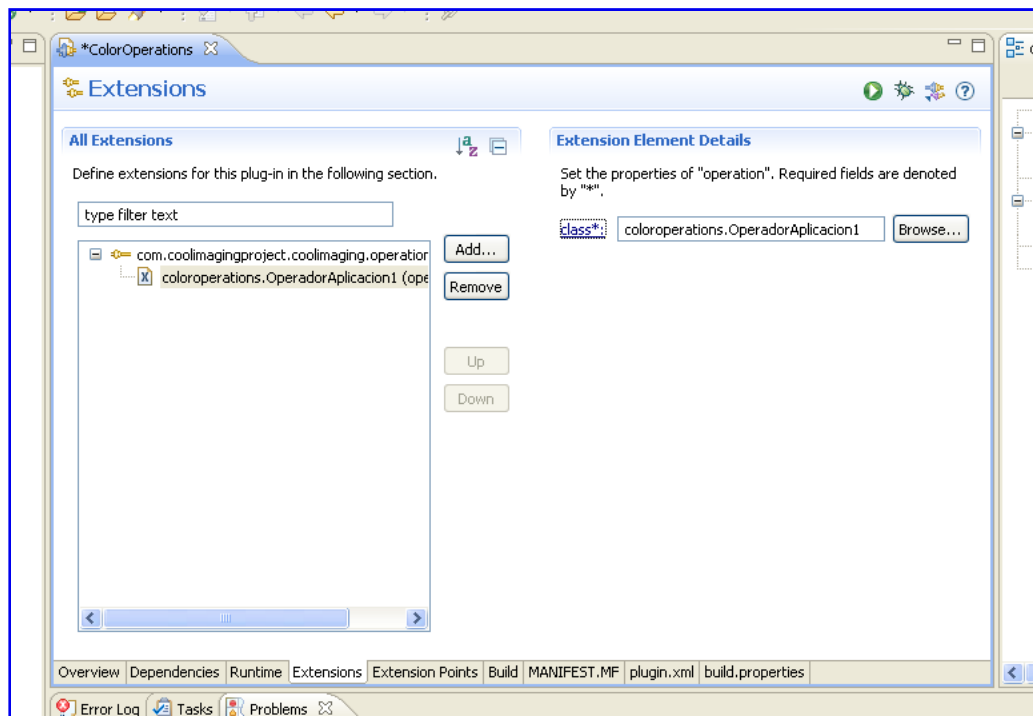 *ColorOperations
Extensions
All Extensions
Extension Element Details
Define extensions for this plug-in in the following section.
Set the properties of "operation". Required fields are denoted
by "*".
type filter text
class*:
coloroperations.OperadorAplicacion1
Browse...
com.coolimagingproject.coolimaging.operation
coloroperations.OperadorAplicacion1 (ope
Add...
Remove
Up
Down
Overview Dependencies Runtime Extensions Extension Points Build MANIFEST.MF plugin.xml build.properties
Error Log Tasks Problems